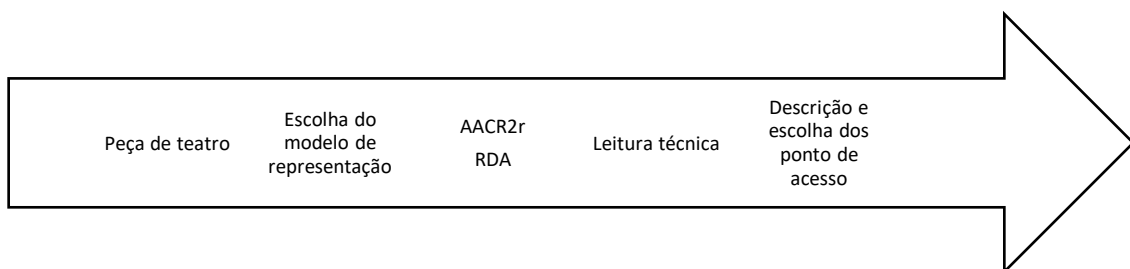 Peça de teatro
Escolha do
modelo de
representação
AACR2r
RDA
Leitura técnica
Descrição e
escolha dos
ponto de
acesso